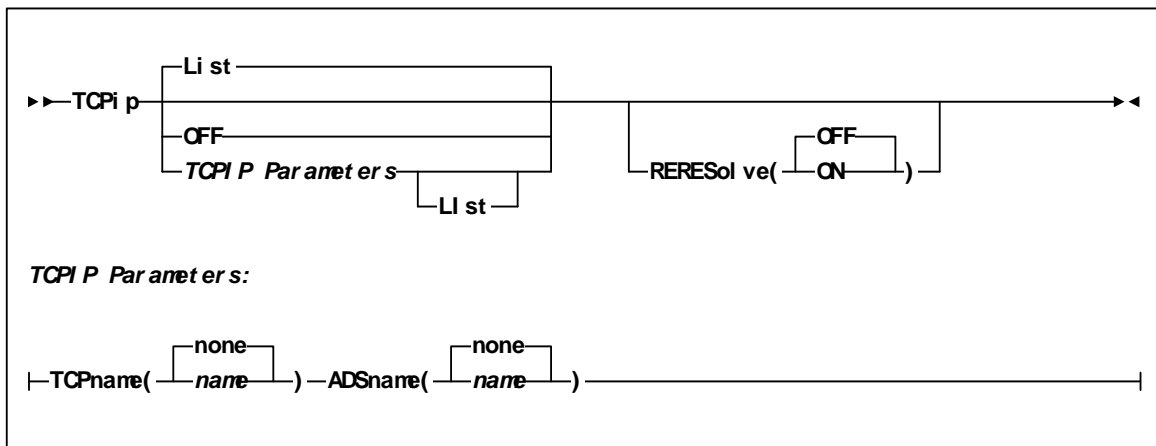 List
TCPip
OFF
OFF
TCPIP Parameters
RERESolve( ON )
LIst
TCPIP Parameters:
none none
TCPname( name ) ADSname( name )